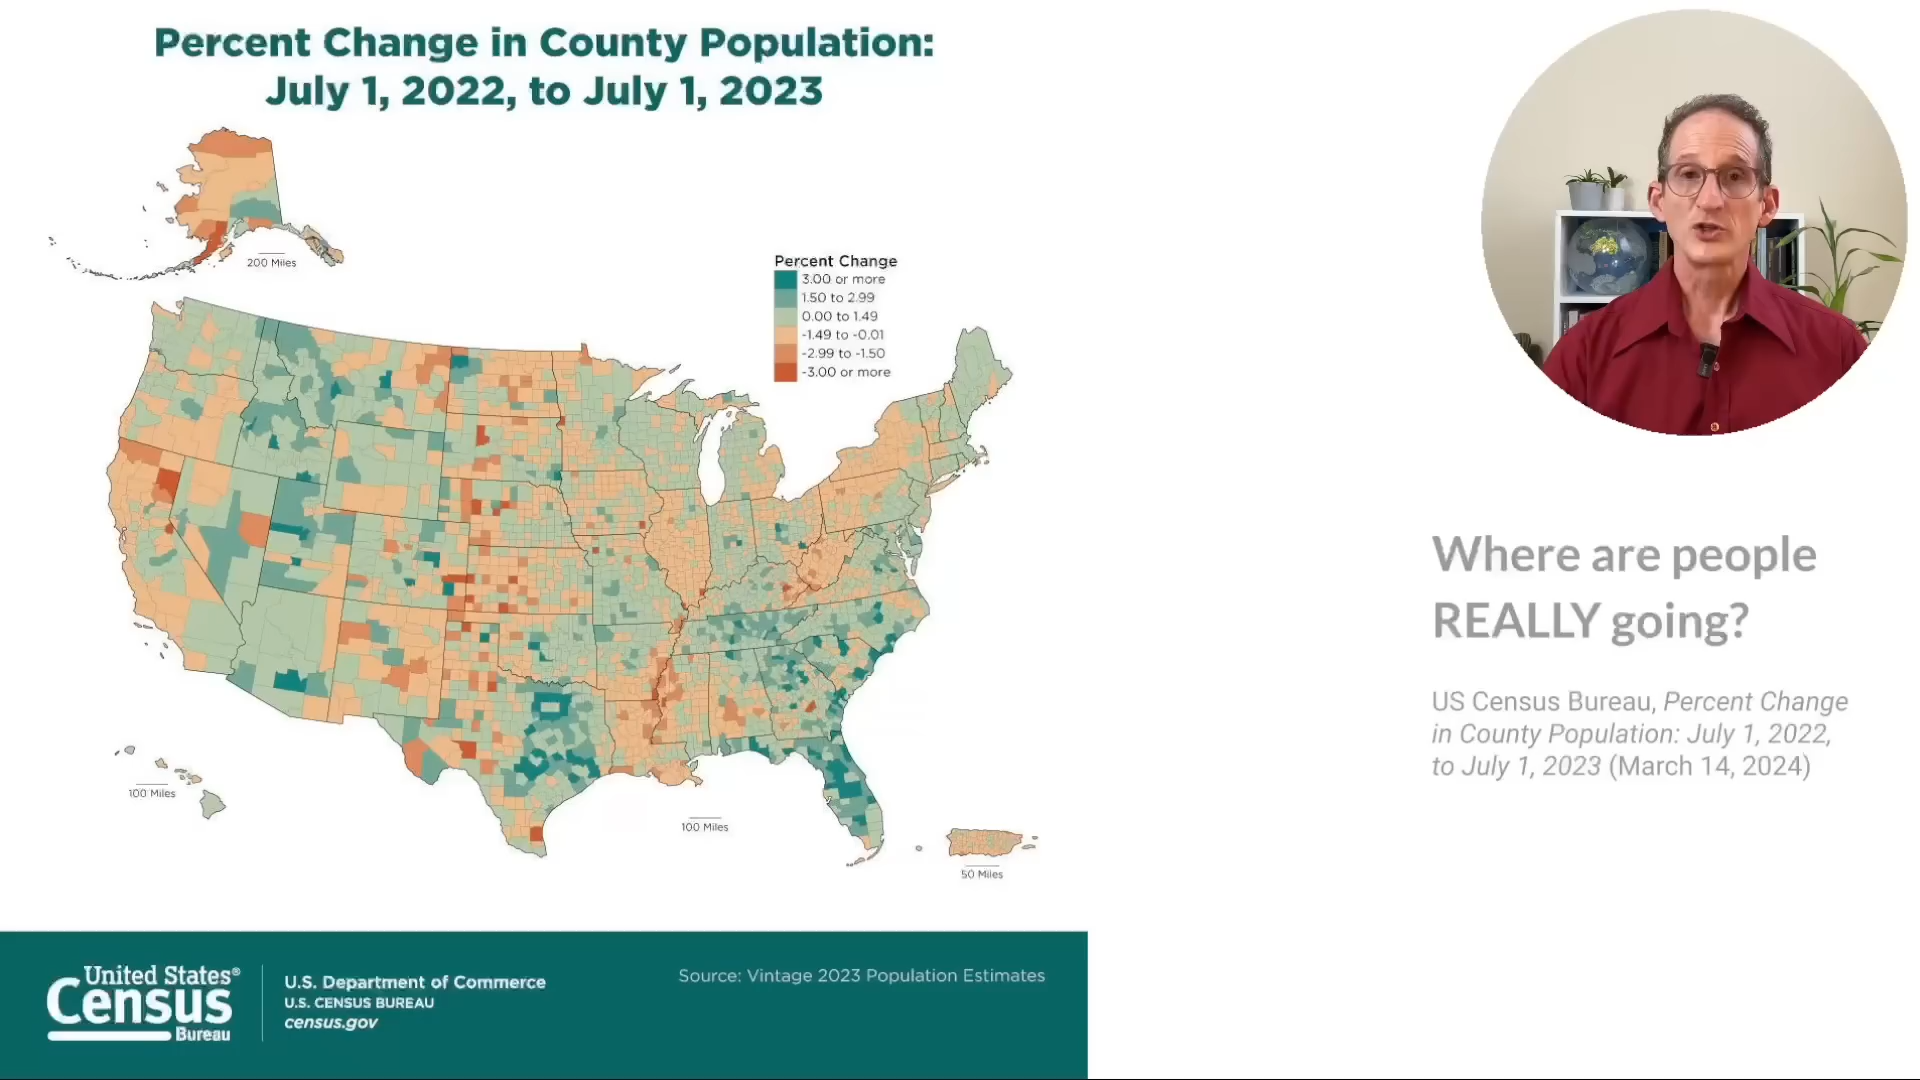 Percent Change in County Population:
July 1, 2022, to July 1, 2023
200 Miles
Percent Change
3.00 or more
1.50 to 2.99
0.00 to 1.49
-1.49 to -0.01
-2.99 to -1.50
-3.00 or more
100 Miles
100 Miles
50 Miles
Where are people
REALLY going?
US Census Bureau, Percent Change
in County Population: July 1, 2022,
to July 1, 2023 (March 14, 2024)
United States®
Census
Bureau
U.S. Department of Commerce
U.S. CENSUS BUREAU
census.gov
Source: Vintage 2023 Population Estimates